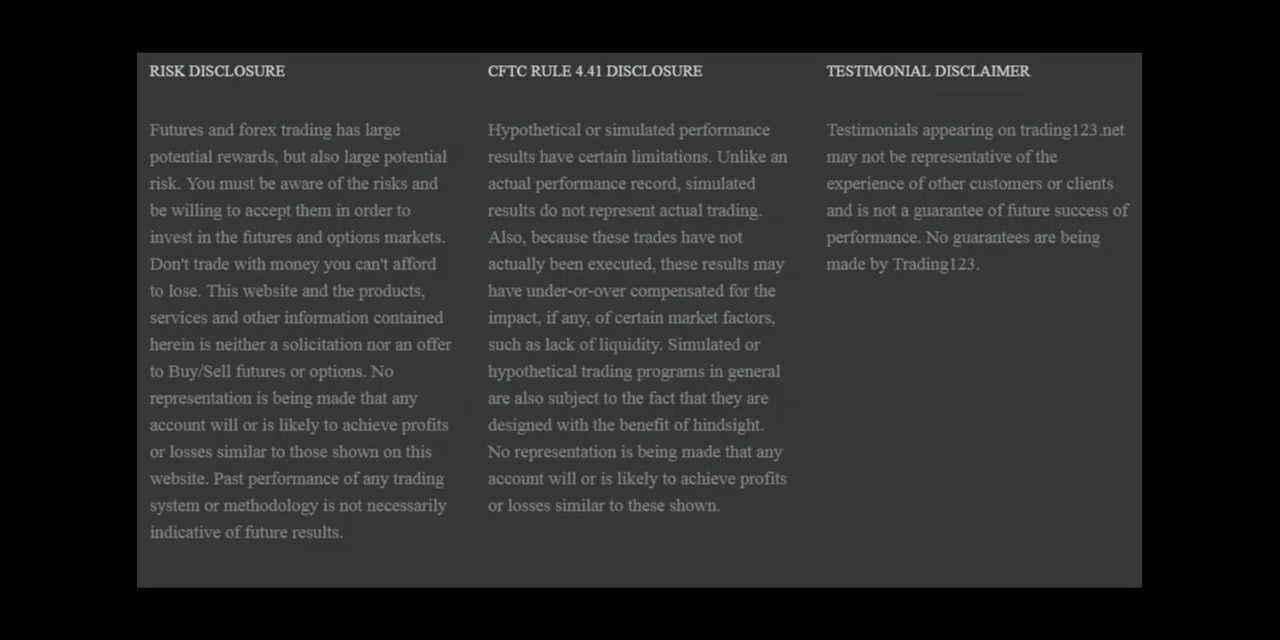 RISK DISCLOSURE
Futures and forex trading has large
potential rewards, but also large potential
risk. You must be aware of the risks and
be willing to accept them in order to
invest in the futures and options markets.
Don't trade with money you can't afford
to lose. This website and the products,
services and other information contained
herein is neither a solicitation nor an offer
to Buy/Sell futures or options. No
representation is being made that any
account will or is likely to achieve profits
or losses similar to those shown on this
website. Past performance of any trading
system or methodology is not necessarily
indicative of future results.
CFTC RULE 4.41 DISCLOSURE
Hypothetical or simulated performance
results have certain limitations. Unlike an
actual performance record, simulated
results do not represent actual trading.
Also, because these trades have not
actually been executed, these results may
have under-or-over compensated for the
impact, if any, of certain market factors,
such as lack of liquidity. Simulated or
hypothetical trading programs in general
are also subject to the fact that they are
designed with the benefit of hindsight.
No representation is being made that any
account will or is likely to achieve profits
or losses similar to these shown.
TESTIMONIAL DISCLAIMER
Testimonials appearing on trading123.net
may not be representative of the
experience of other customers or clients
and is not a guarantee of future success of
performance. No guarantees are being
made by Trading123.